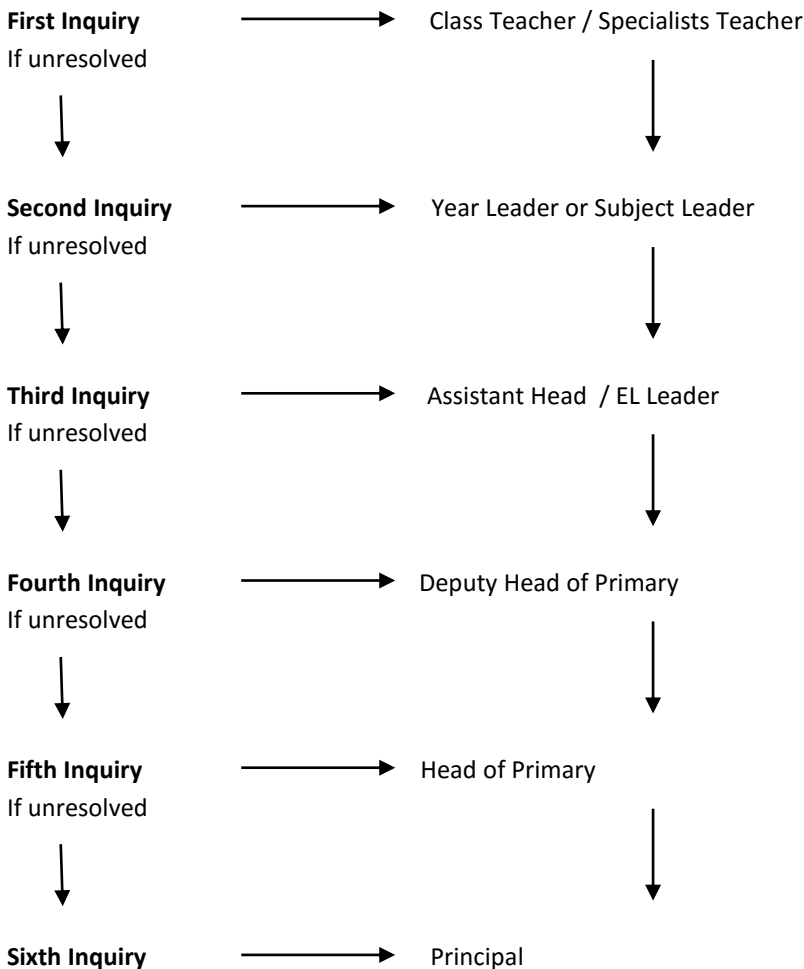 First Inquiry Class Teacher / Specialists Teacher
If unresolved
Second Inquiry Year Leader or Subject Leader
If unresolved
Third Inquiry Assistant Head / EL Leader
If unresolved
Fourth Inquiry Deputy Head of Primary
If unresolved
Fifth Inquiry Head of Primary
If unresolved
Sixth Inquiry Principal